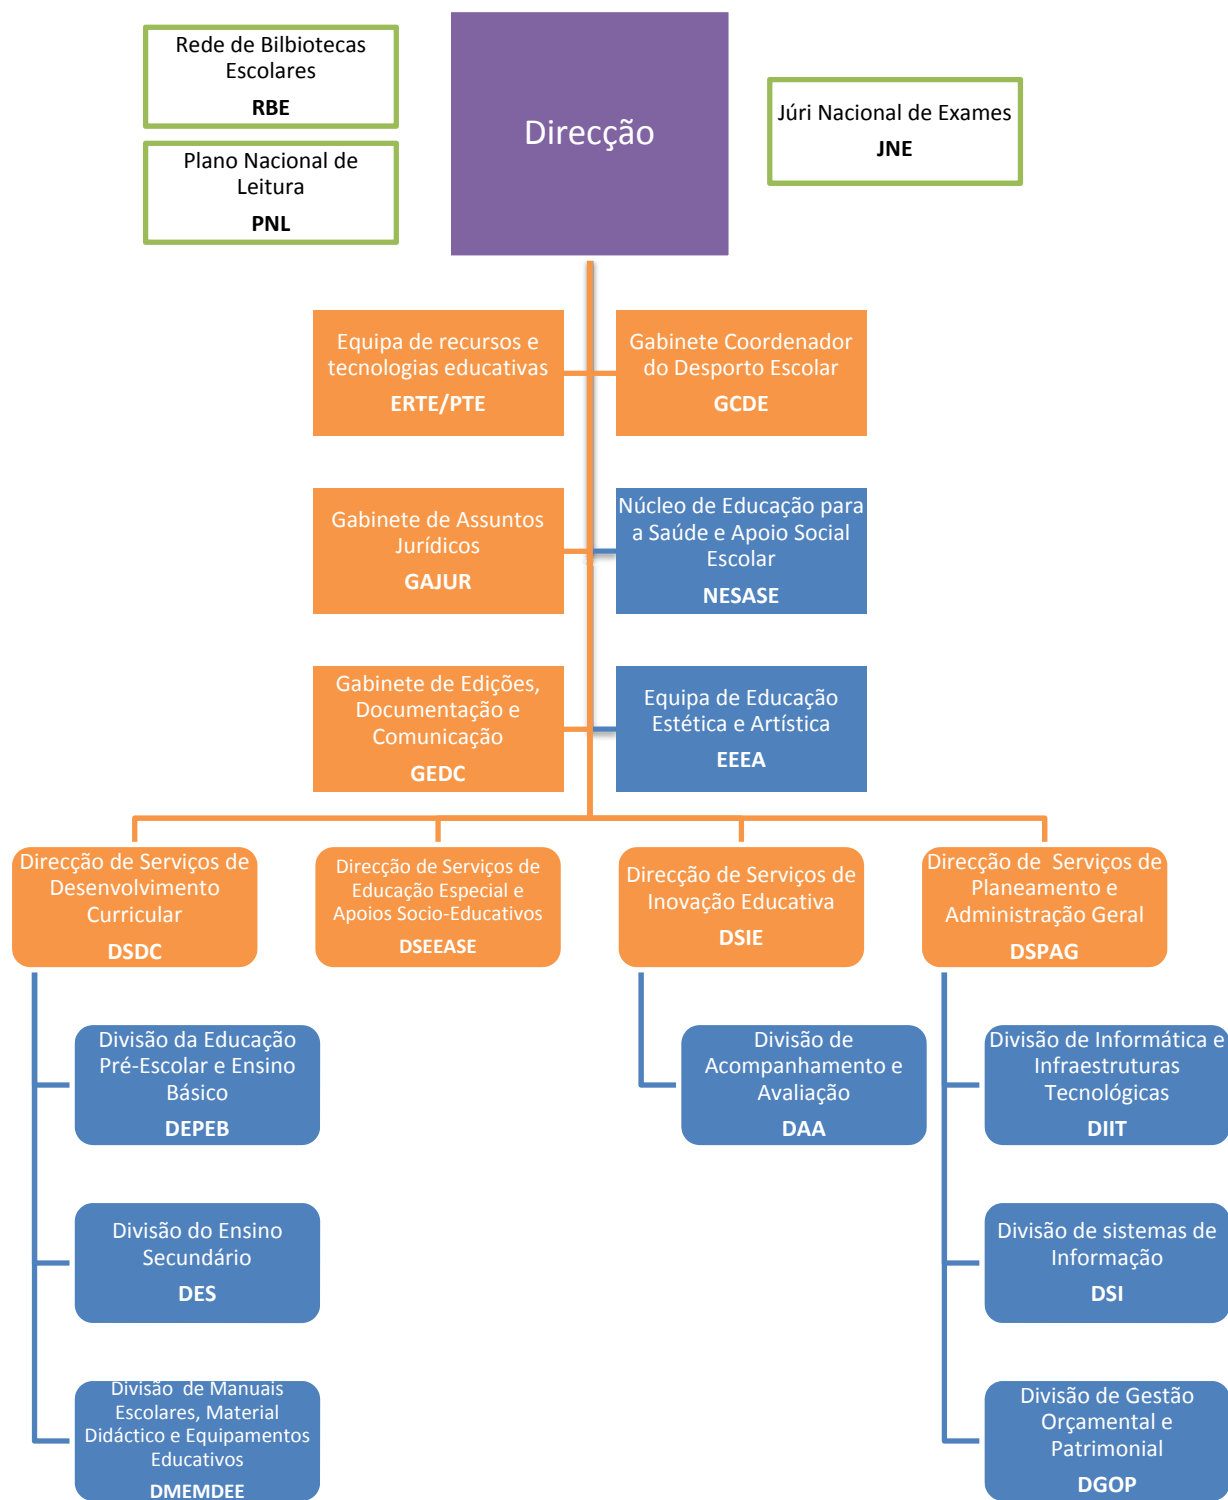 Rede de Bilbiotecas
Escolares
RBE
Plano Nacional de
Leitura
PNL
Direcção
Júri Nacional de Exames
JNE
Equipa de recursos e
tecnologias educativas
ERTE/PTE
Gabinete Coordenador
do Desporto Escolar
GCDE
Gabinete de Assuntos
Jurídicos
GAJUR
Núcleo de Educação para
a Saúde e Apoio Social
Escolar
NESASE
Gabinete de Edições,
Documentação e
Comunicação
GEDC
Equipa de Educação
Estética e Artística
EEEA
Direcção de Serviços de
Desenvolvimento
Curricular
DSDC
Direcção de Serviços de
Educação Especial e
Apoios Socio-Educativos
DSEEASE
Direcção de Serviços de
Inovação Educativa
DSIE
Direcção de  Serviços de
Planeamento e
Administração Geral
DSPAG
Divisão da Educação
Pré-Escolar e Ensino
Básico
DEPEB
Divisão do Ensino
Secundário
DES
Divisão  de Manuais
Escolares, Material
Didáctico e Equipamentos
Educativos
DMEMDEE
Divisão de
Acompanhamento e
Avaliação
DAA
Divisão de Informática e
Infraestruturas
Tecnológicas
DIIT
Divisão de sistemas de
Informação
DSI
Divisão de Gestão
Orçamental e
Patrimonial
DGOP